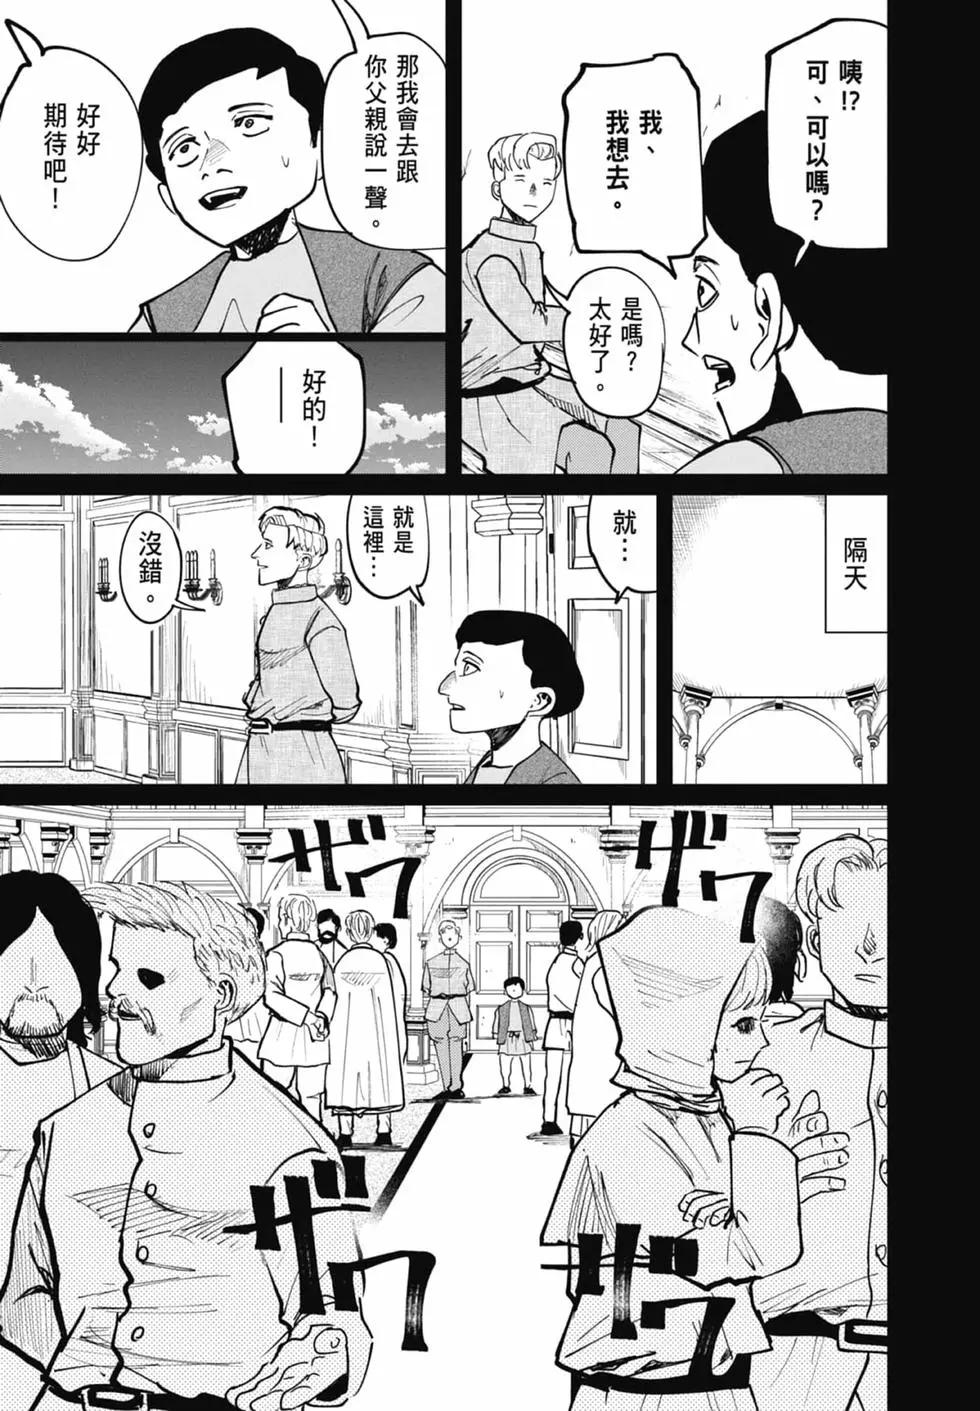 咦!?
可、可以嗎？
我、
我想去。
是嗎？
太好了。
那我會去跟
你父親說一聲。
好好
期待吧！
好的！
——
隔天
就…
就是
這裡…
沒錯。
ザワ
ザワ
ザワ
ザワ